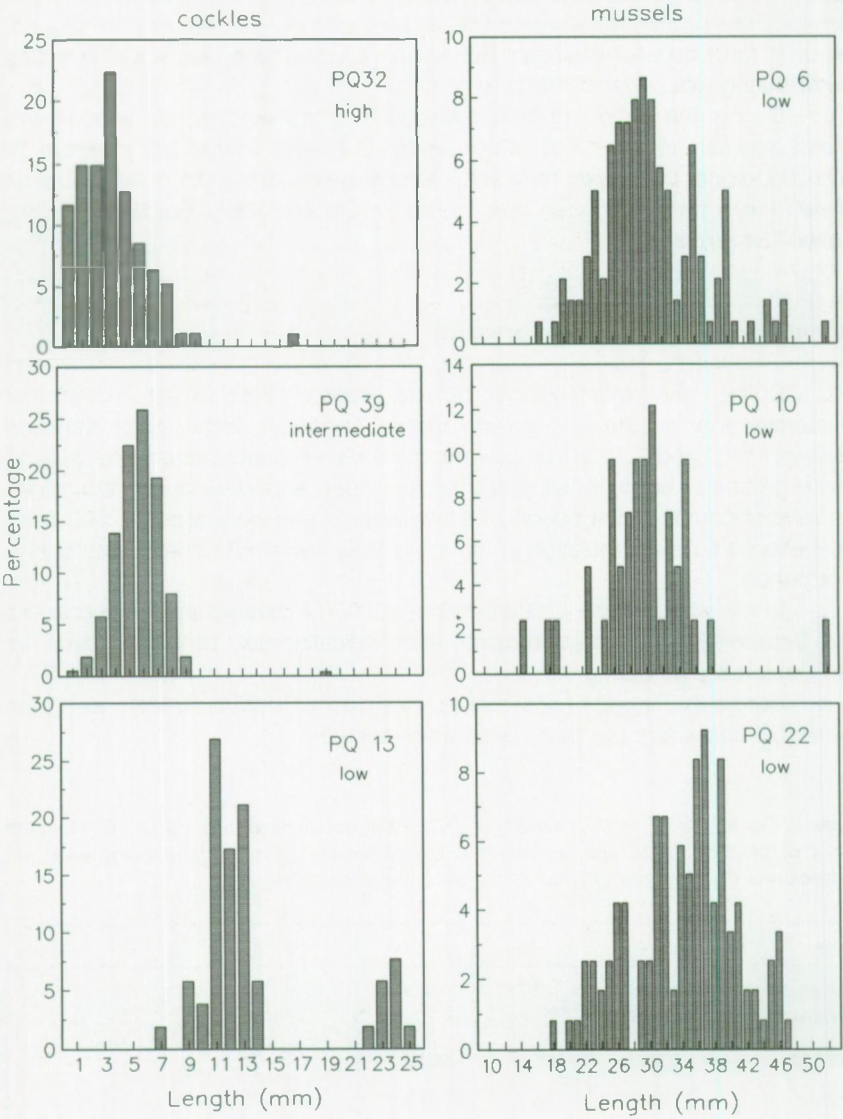 cockles
mussels
25
20
15
10
5
0
PQ32
high
10
8
6
4
2
0
PQ 6
low
Percentage
30
25
20
15
10
5
0
PQ 39
intermediate
14
12
10
8
6
4
2
0
PQ 10
low
30
25
20
15
10
5
0
PQ 13
low
1 3 5 7 9 11 13 15 17 19 21 23 25
Length (mm)
10
8
6
4
2
0
PQ 22
low
10 14 18 22 26 30 34 38 42 46 50
Length (mm)